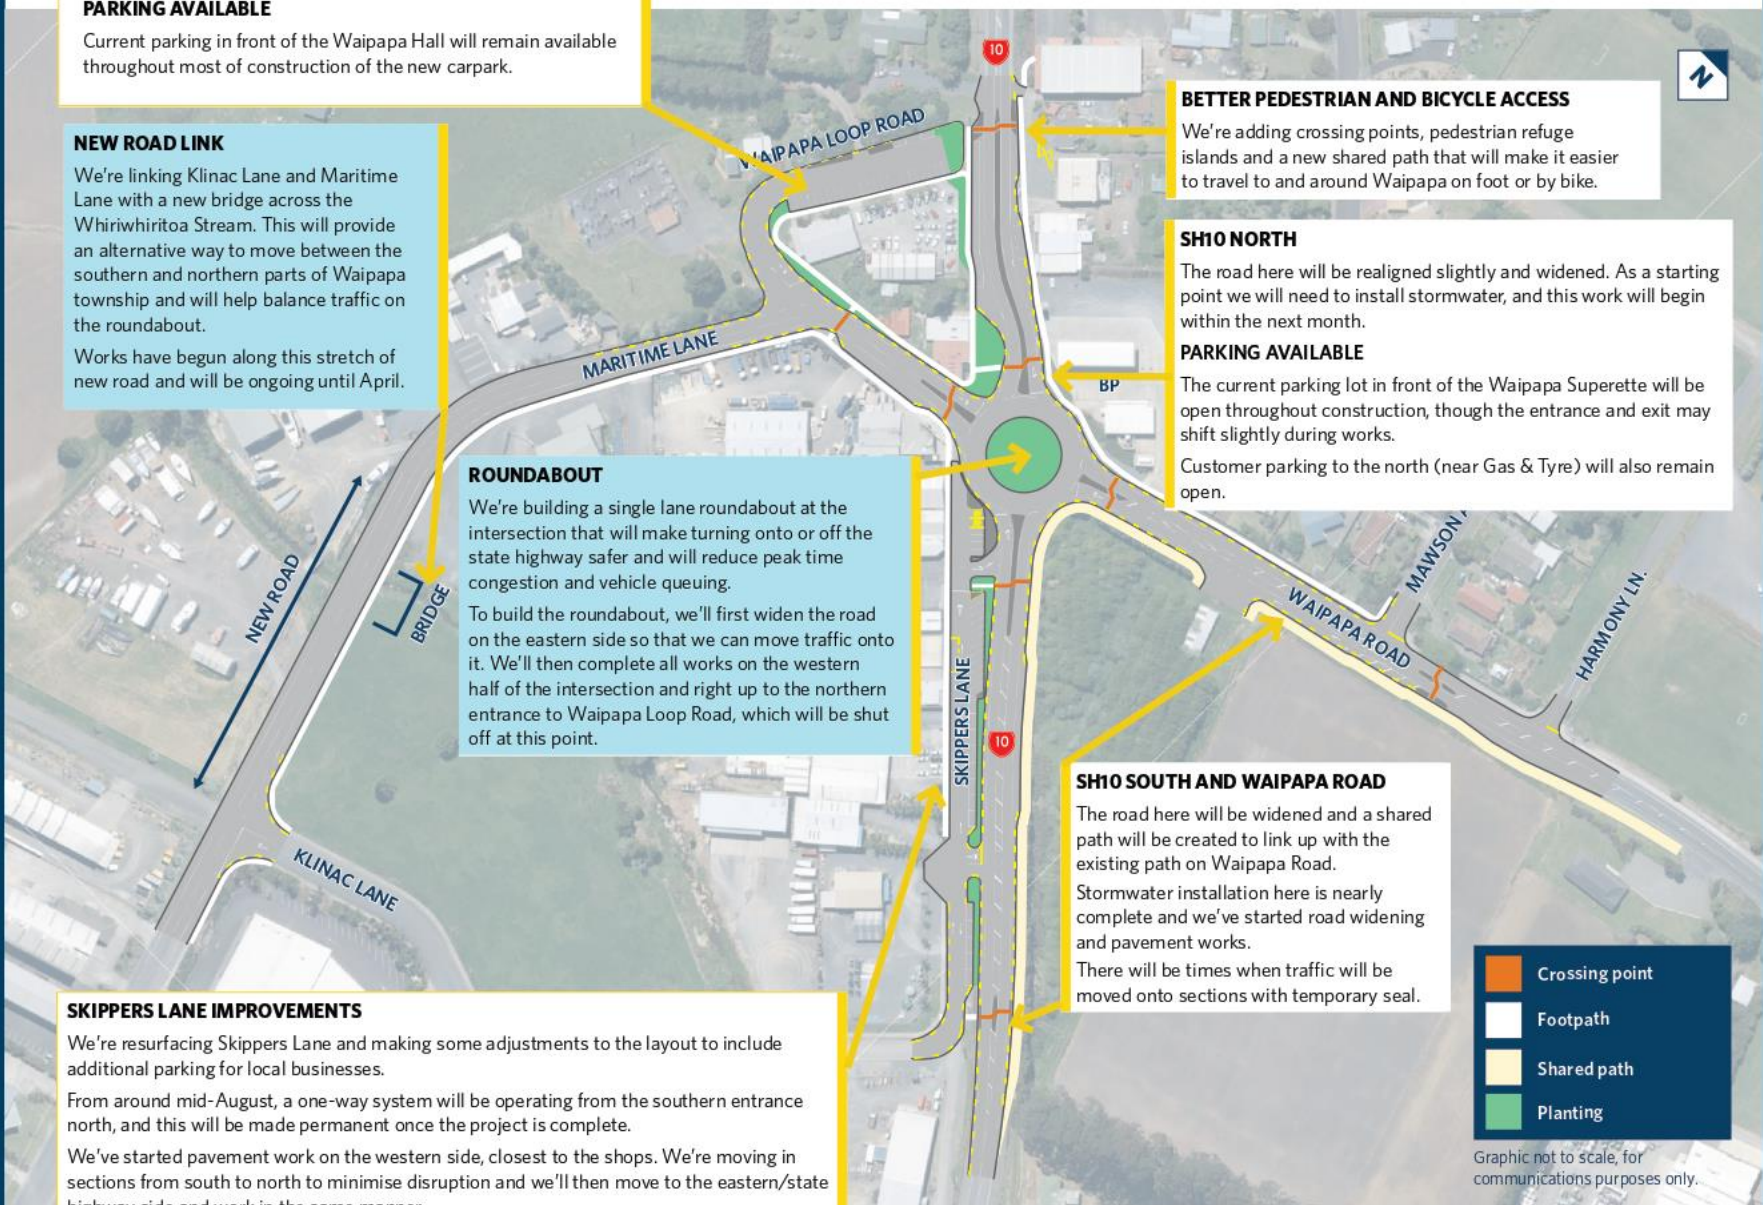 PARKING AVAILABLE
Current parking in front of the Waipapa Hall will remain available
throughout most of construction of the new carpark.
NEW ROAD LINK
We're linking Klinac Lane and Maritime
Lane with a new bridge across the
Whiriwhiritoa Stream. This will provide
an alternative way to move between the
southern and northern parts of Waipapa
township and will help balance traffic on
the roundabout.
Works have begun along this stretch of
new road and will be ongoing until April.
10
WAIPAPA LOOP ROAD
N
BETTER PEDESTRIAN AND BICYCLE ACCESS
We're adding crossing points, pedestrian refuge
islands and a new shared path that will make it easier
to travel to and around Waipapa on foot or by bike.
SH10 NORTH
The road here will be realigned slightly and widened. As a starting
point we will need to install stormwater, and this work will begin
within the next month.
PARKING AVAILABLE
The current parking lot in front of the Waipapa Superette will be
open throughout construction, though the entrance and exit may
shift slightly during works.
Customer parking to the north (near Gas & Tyre) will also remain
open.
MARITIME LANE
BP
ROUNDABOUT
We're building a single lane roundabout at the
intersection that will make turning onto or off the
state highway safer and will reduce peak time
congestion and vehicle queuing.
To build the roundabout, we'll first widen the road
on the eastern side so that we can move traffic onto
it. We'll then complete all works on the western
half of the intersection and right up to the northern
entrance to Waipapa Loop Road, which will be shut
off at this point.
NEW ROAD
BRIDGE
MAWSON
WAIPAPA ROAD
HARMONY LN.
SKIPPERS LANE
10
KLINAC LANE
SH10 SOUTH AND WAIPAPA ROAD
The road here will be widened and a shared
path will be created to link up with the
existing path on Waipapa Road.
Stormwater installation here is nearly
complete and we've started road widening
and pavement works.
There will be times when traffic will be
moved onto sections with temporary seal.
SKIPPERS LANE IMPROVEMENTS
We're resurfacing Skippers Lane and making some adjustments to the layout to include
additional parking for local businesses.
From around mid-August, a one-way system will be operating from the southern entrance
north, and this will be made permanent once the project is complete.
We've started pavement work on the western side, closest to the shops. We're moving in
sections from south to north to minimise disruption and we'll then move to the eastern/state
highway side and work in the same manner.
Crossing point
Footpath
Shared path
Planting
Graphic not to scale, for
communications purposes only.